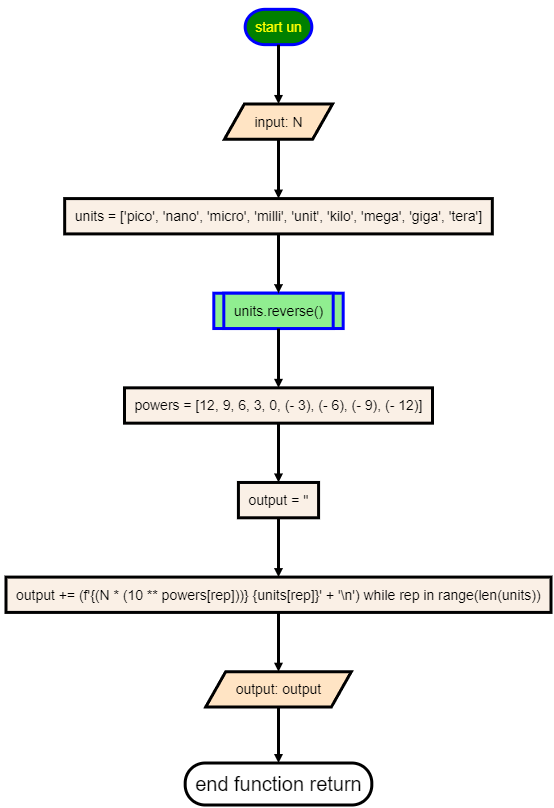 start un
input: N
units = ['pico', 'nano', 'micro', 'milli', 'unit', 'kilo', 'mega', 'giga', 'tera']
units.reverse()
powers = [12, 9, 6, 3, 0, (- 3), (- 6), (- 9), (- 12)]
output = ''
output += (f'{(N * (10 ** powers[rep]))} {units[rep]}' + '\n') while rep in range(len(units))
output: output
end function return